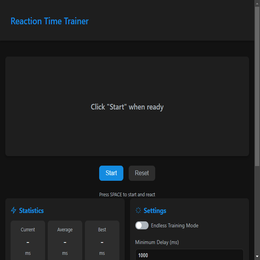 Reaction Time Trainer
Click "Start" when ready
Start
Reset
Press SPACE to start and react
Statistics
Current
Average
Best
-
-
-
ms
ms
ms
Settings
Endless Training Mode
Minimum Delay (ms)
1000